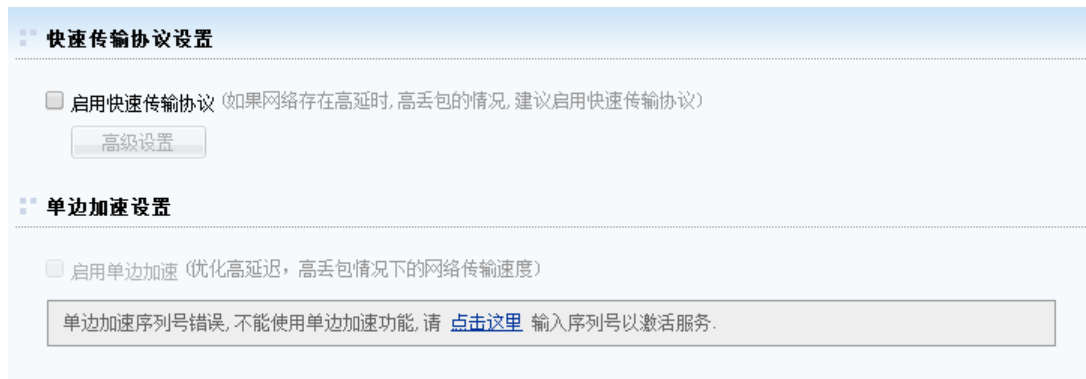 快速传输协议设置
启用快速传输协议 (如果网络存在高延时, 高丢包的情况, 建议启用快速传输协议)
高级设置
单边加速设置
启用单边加速 (优化高延迟，高丢包情况下的网络传输速度)
单边加速序列号错误, 不能使用单边加速功能, 请 点击这里 输入序列号以激活服务.